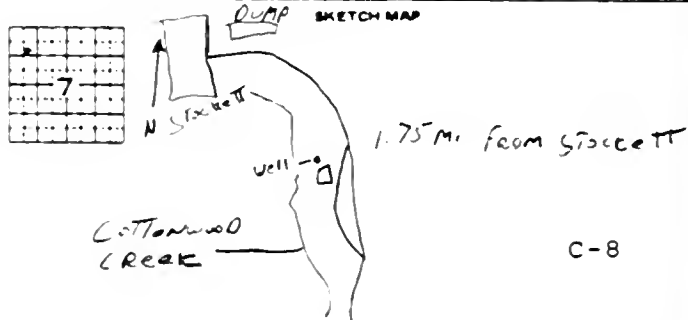 DUMP SKETCH MAP
7
N Stockett
1.75 Mi From Stockett
Well
Cottonwood
Creek
C-8